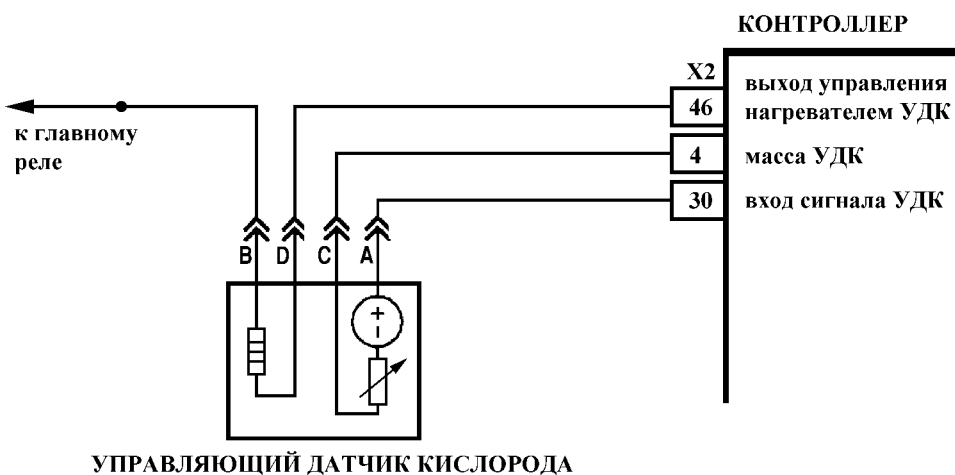 КОНТРОЛЛЕР
X2
46
выход управления
нагревателем УДК
к главному
реле
4
масса УДК
30
вход сигнала УДК
B D C A
УПРАВЛЯЮЩИЙ ДАТЧИК КИСЛОРОДА